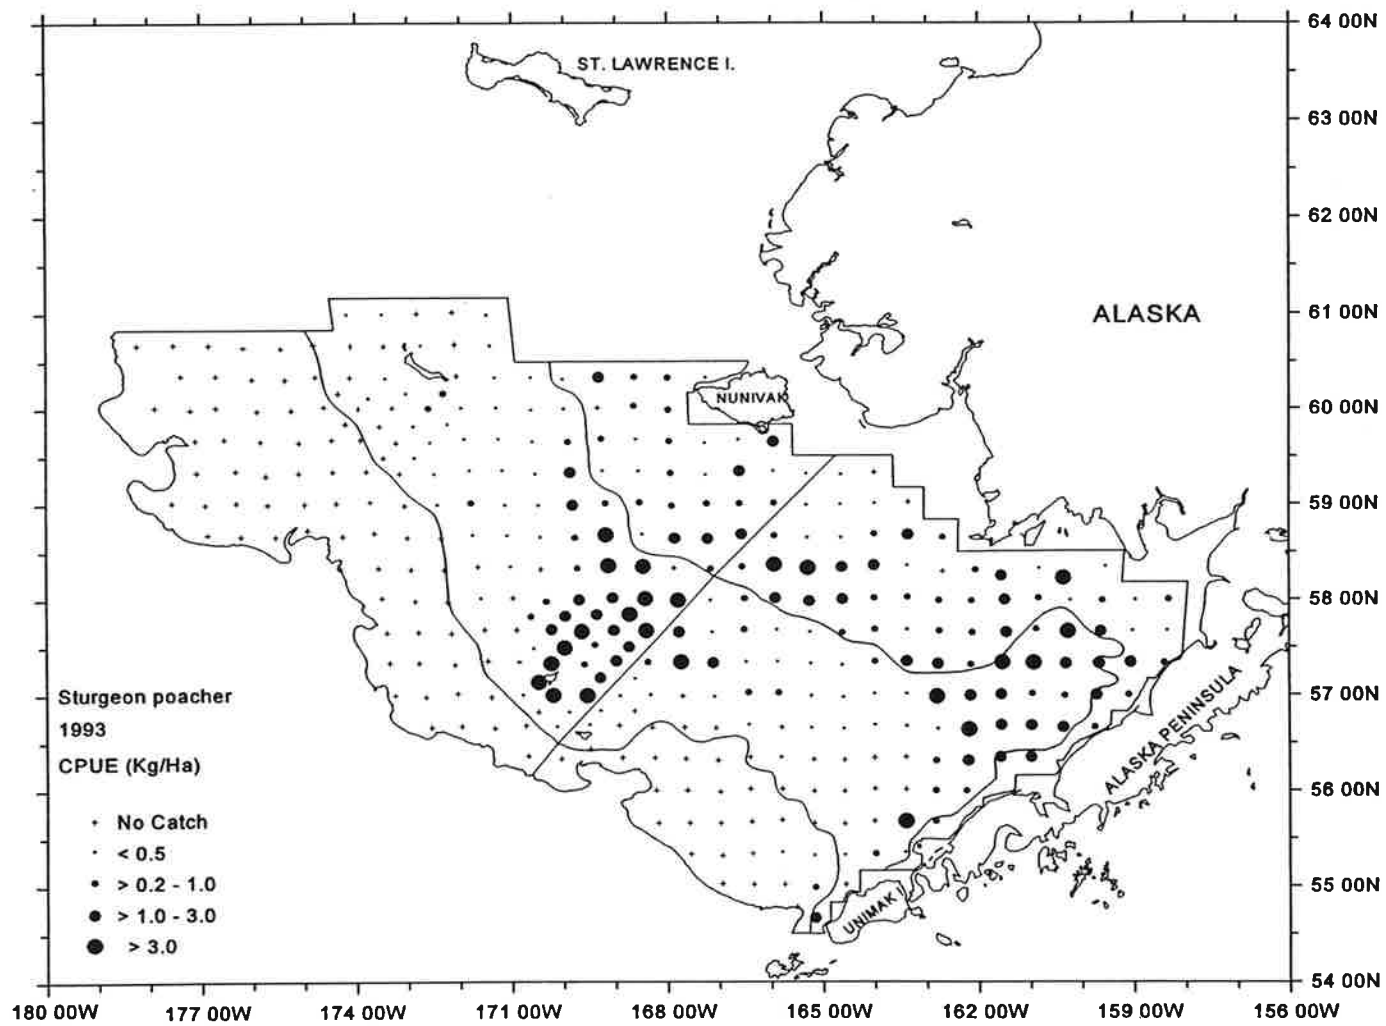 64 00N
ST. LAWRENCE I.
63 00N
62 00N
61 00N
ALASKA
60 00N
NUNIVAK
59 00N
58 00N
57 00N
Sturgeon poacher
1993
CPUE (Kg/Ha)
ALASKA PENINSULA
56 00N
+ No Catch
· < 0.5
• > 0.2 - 1.0
● > 1.0 - 3.0
● > 3.0
55 00N
UNIMAK I
54 00N
180 00W 177 00W 174 00W 171 00W 168 00W 165 00W 162 00W 159 00W 156 00W